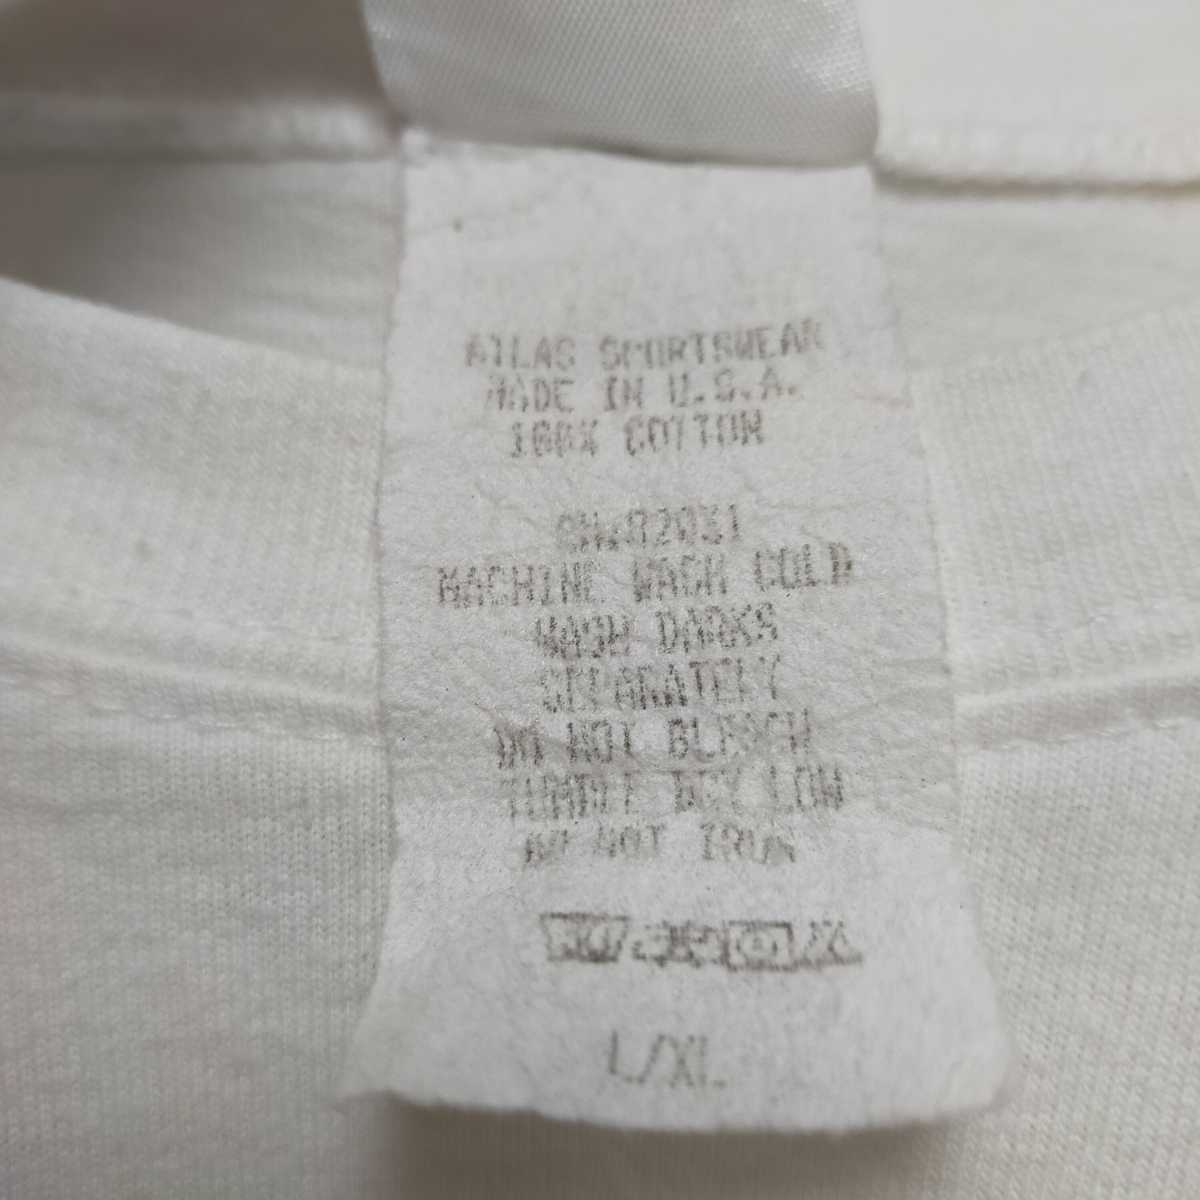 ATLAS SPORTSWEAR
MADE IN U.S.A.
100% COTTON
MACHINE WASH COLD
WASH DARKS
SEPARATELY
DO NOT BLEACH
TUMBLE DRY LOW
DO NOT IRON
L/XL